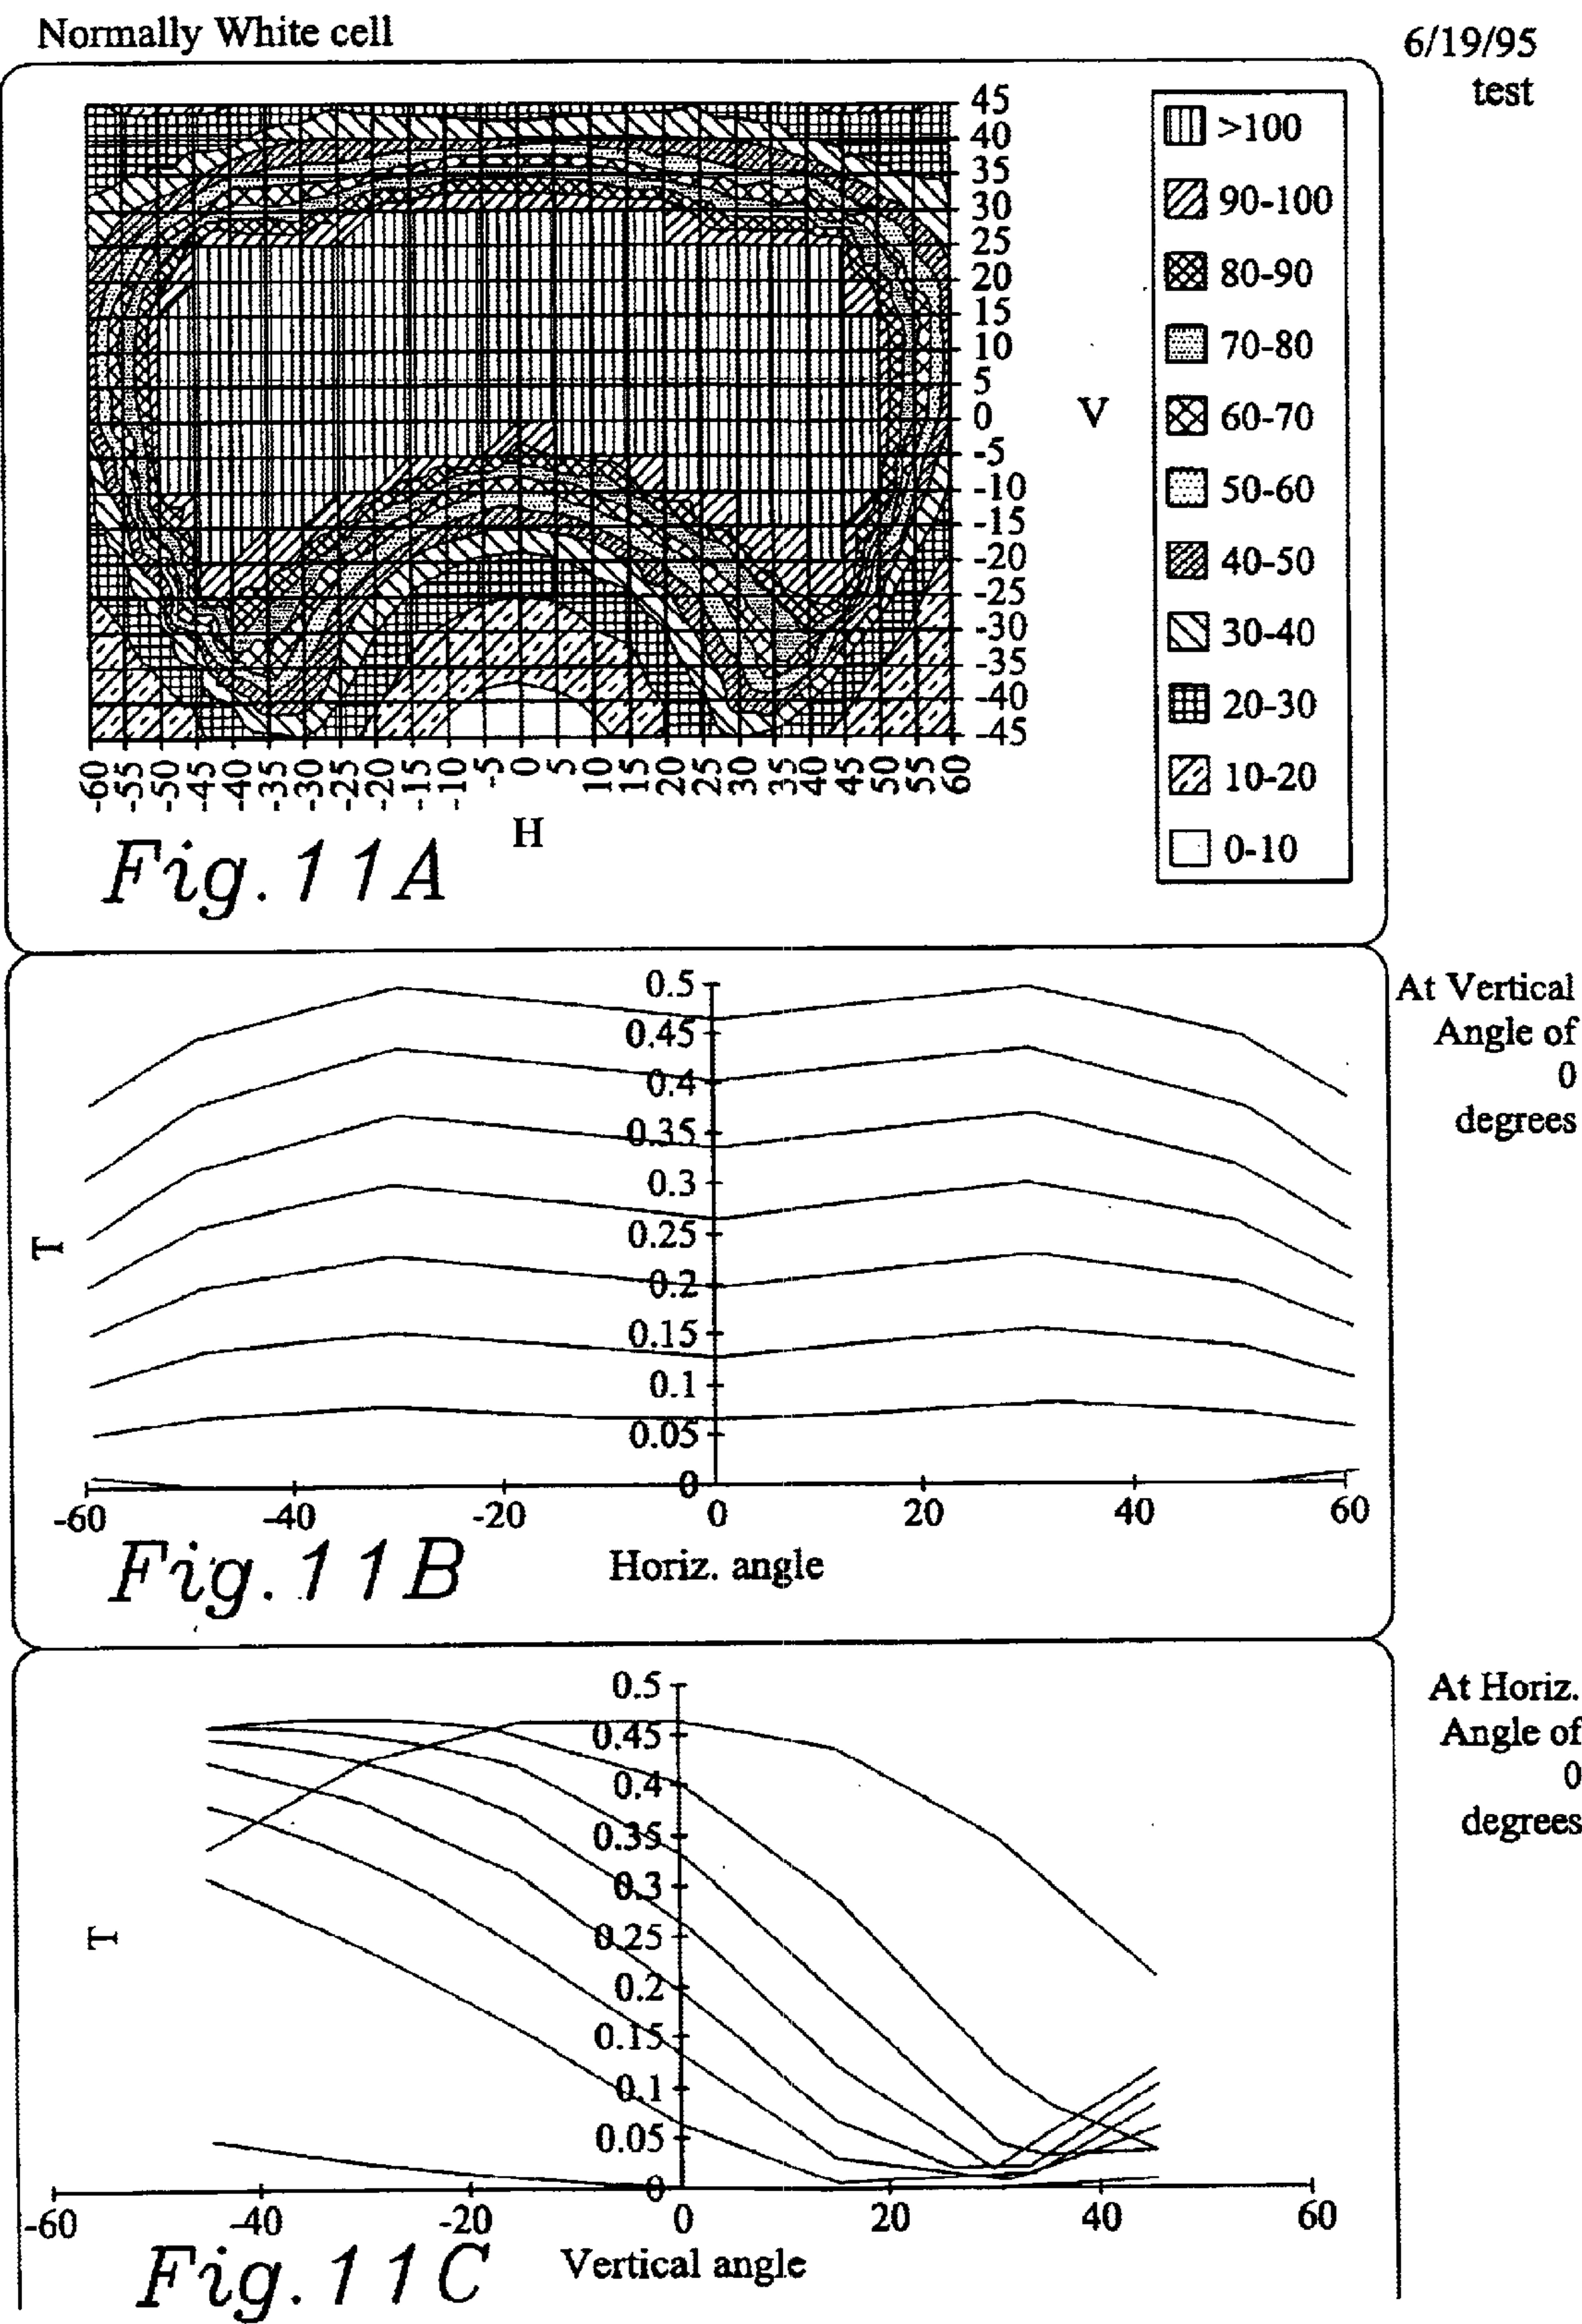 Normally White cell
6/19/95
test
45
40
35
30
25
20
15
10
5
0
-5
-10
-15
-20
-25
-30
-35
-40
-45
V
-60 -55 -50 -45 -40 -35 -30 -25 -20 -15 -10 -5 0 5 10 15 20 25 30 35 40 45 50 55 60
H
>100
90-100
80-90
70-80
60-70
50-60
40-50
30-40
20-30
10-20
0-10
Fig. 11A
At Vertical
Angle of
0
degrees
0.5
0.45
0.4
0.35
0.3
0.25
0.2
0.15
0.1
0.05
0
T
-60 -40 -20 0 20 40 60
Horiz. angle
Fig. 11B
At Horiz.
Angle of
0
degrees
0.5
0.45
0.4
0.35
0.3
0.25
0.2
0.15
0.1
0.05
0
T
-60 -40 -20 0 20 40 60
Vertical angle
Fig. 11C